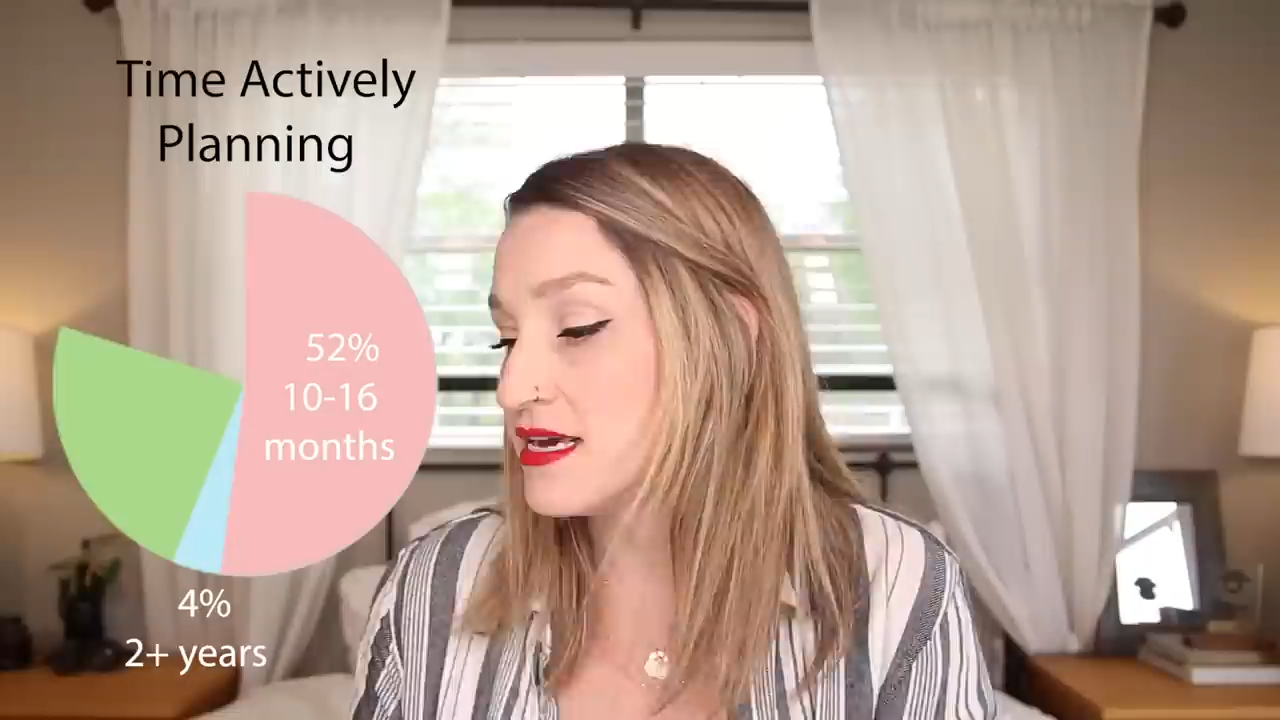 Time Actively
Planning
52%
10-16
months
4%
2+ years